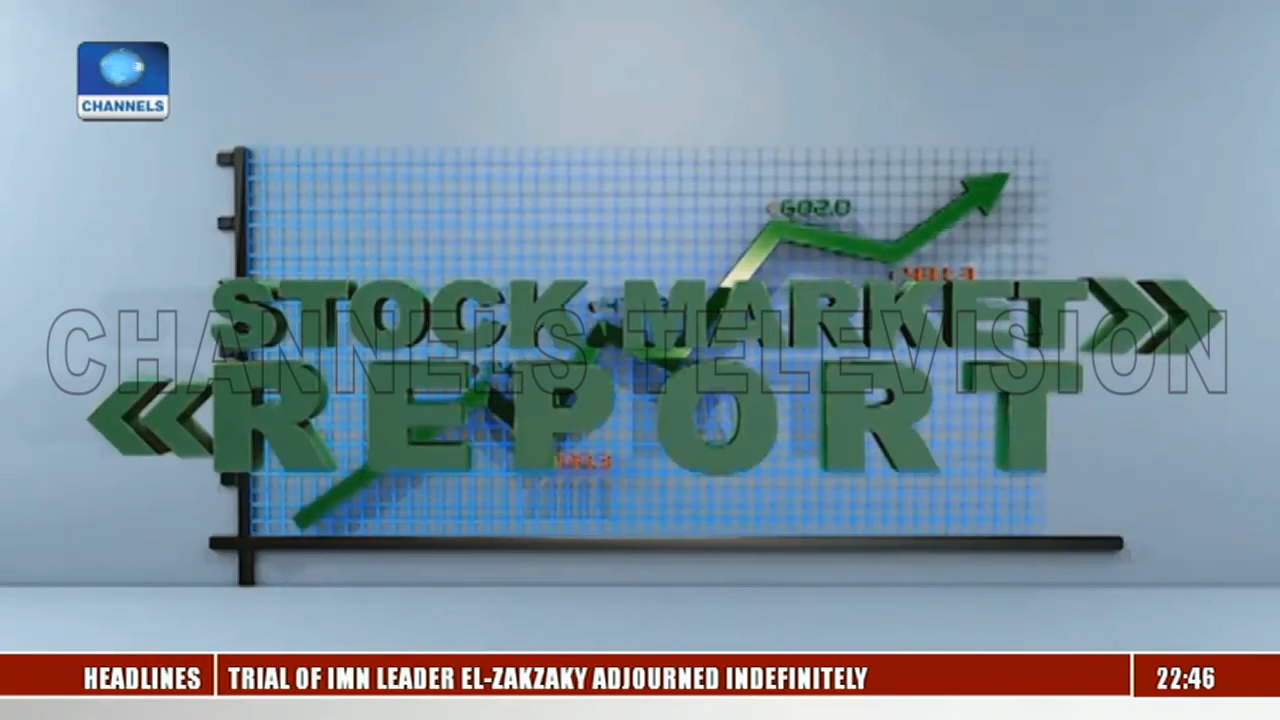 CHANNELS
602.0
STOCK MARKET
CHANNELS TELEVISION
REPORT
HEADLINES
TRIAL OF IMN LEADER EL-ZAKZAKY ADJOURNED INDEFINITELY
22:46